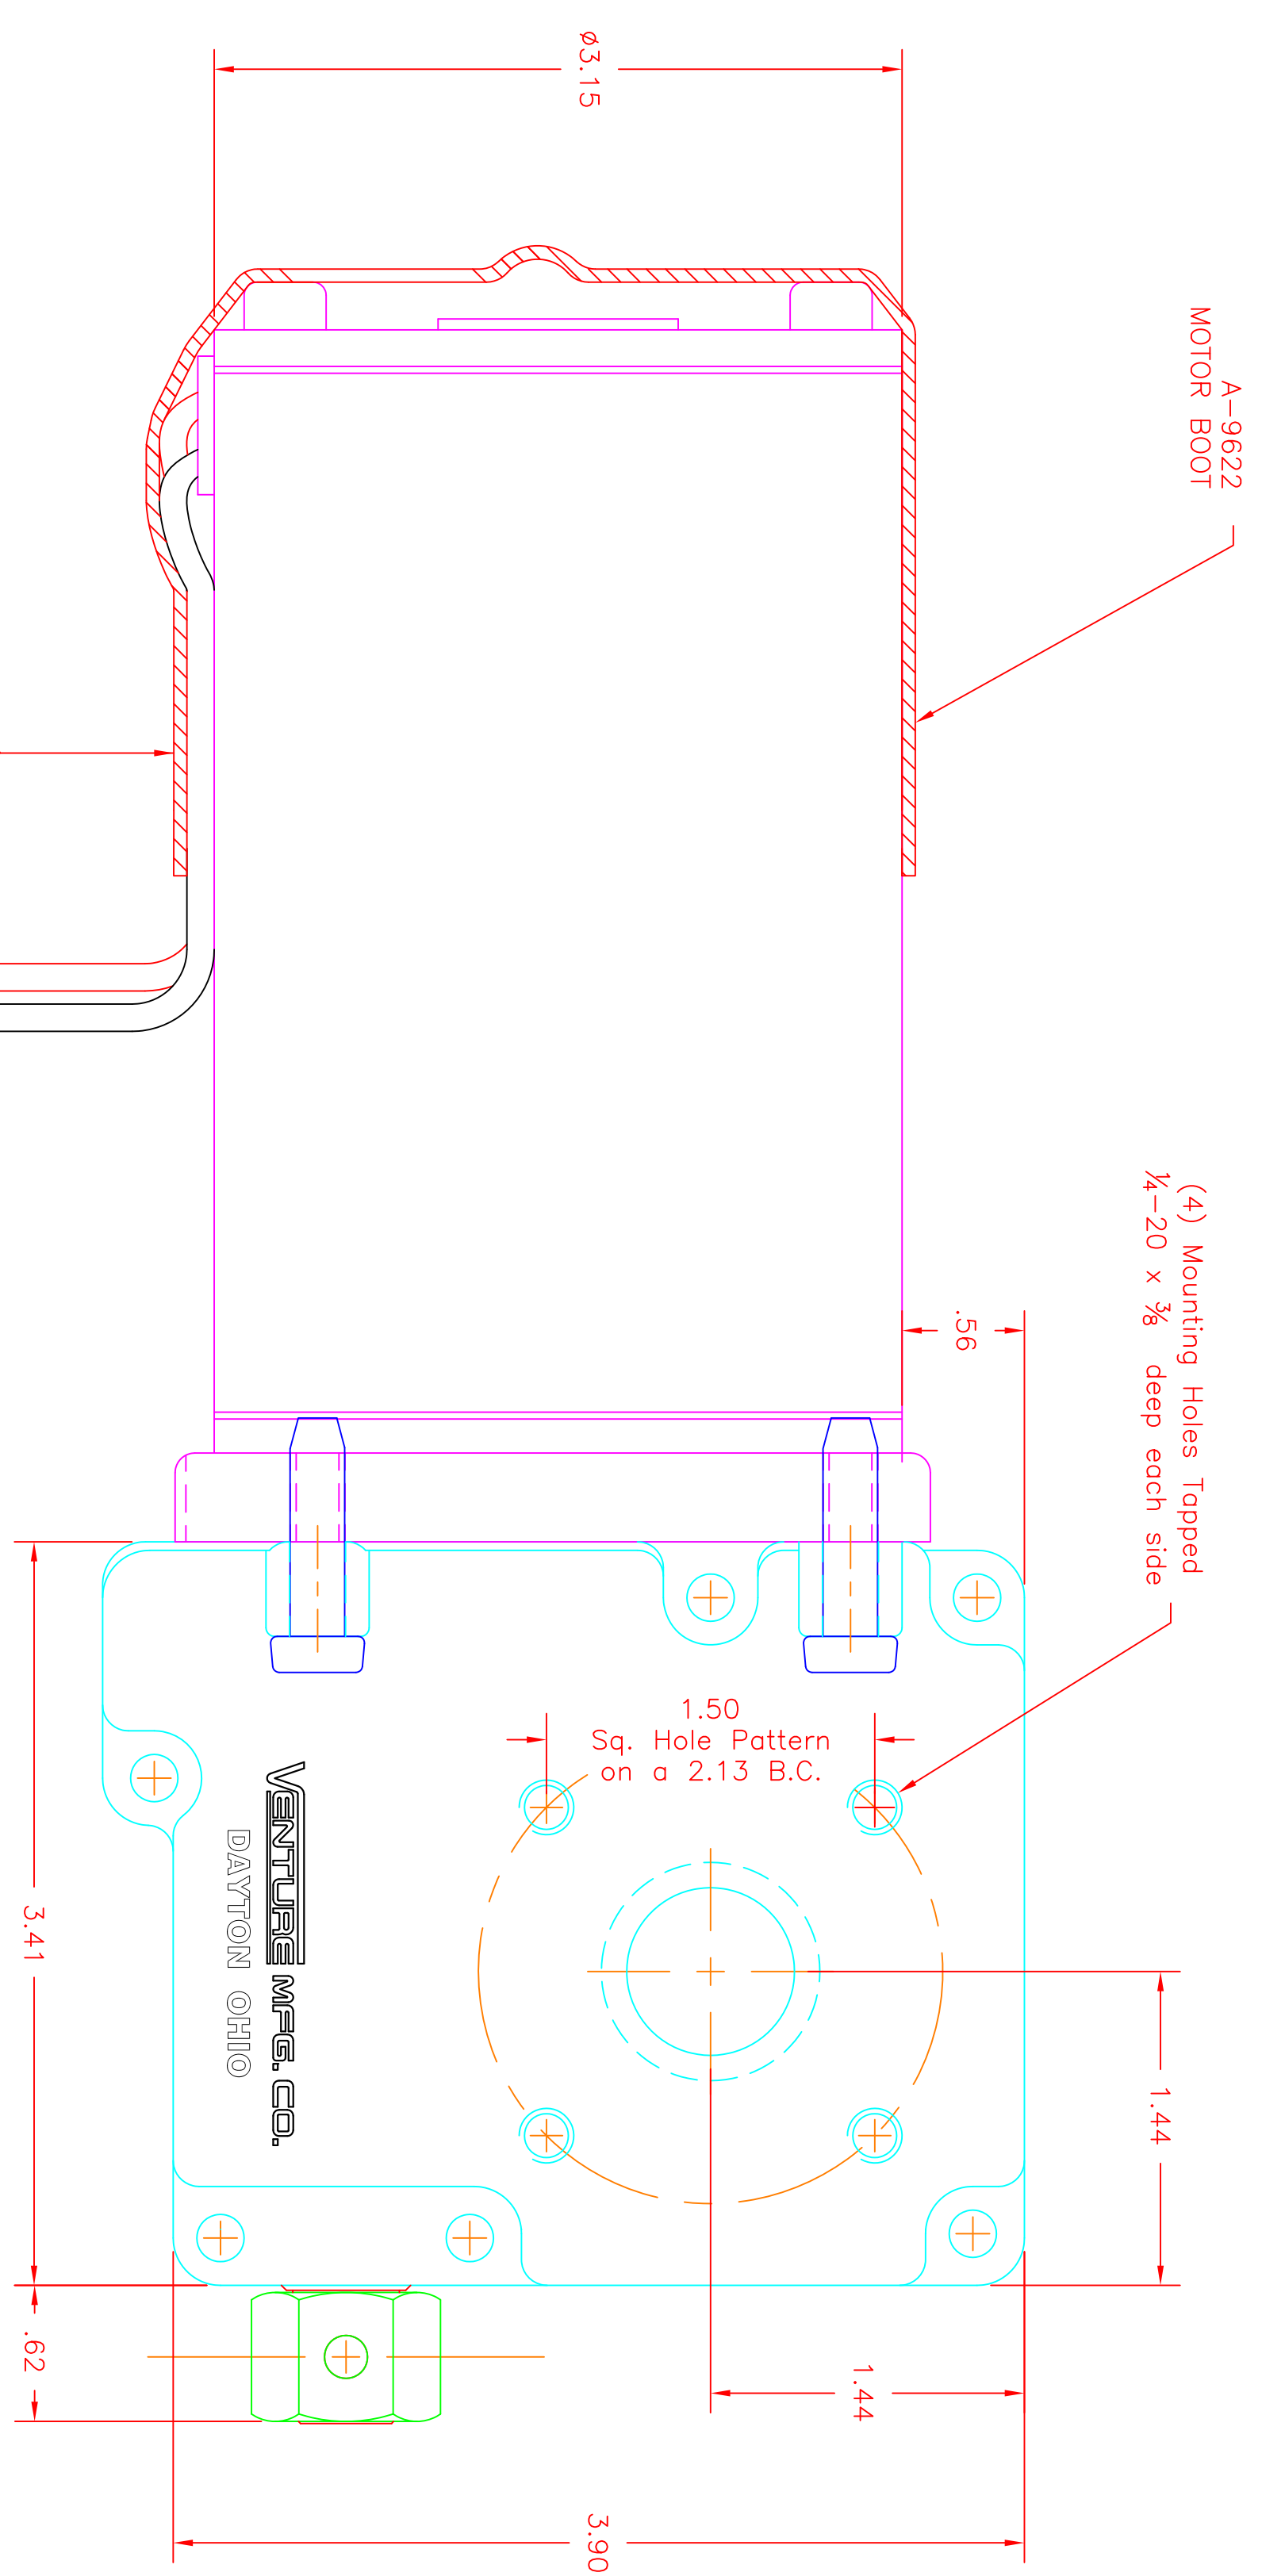 ø3.15
A-9622
MOTOR BOOT
(4) Mounting Holes Tapped
¼-20 x ⅜ deep each side
.56
1.50
Sq. Hole Pattern
on a 2.13 B.C.
VENTURE MFG. CO.
DAYTON OHIO
3.41
1.44
.62
1.44
3.90